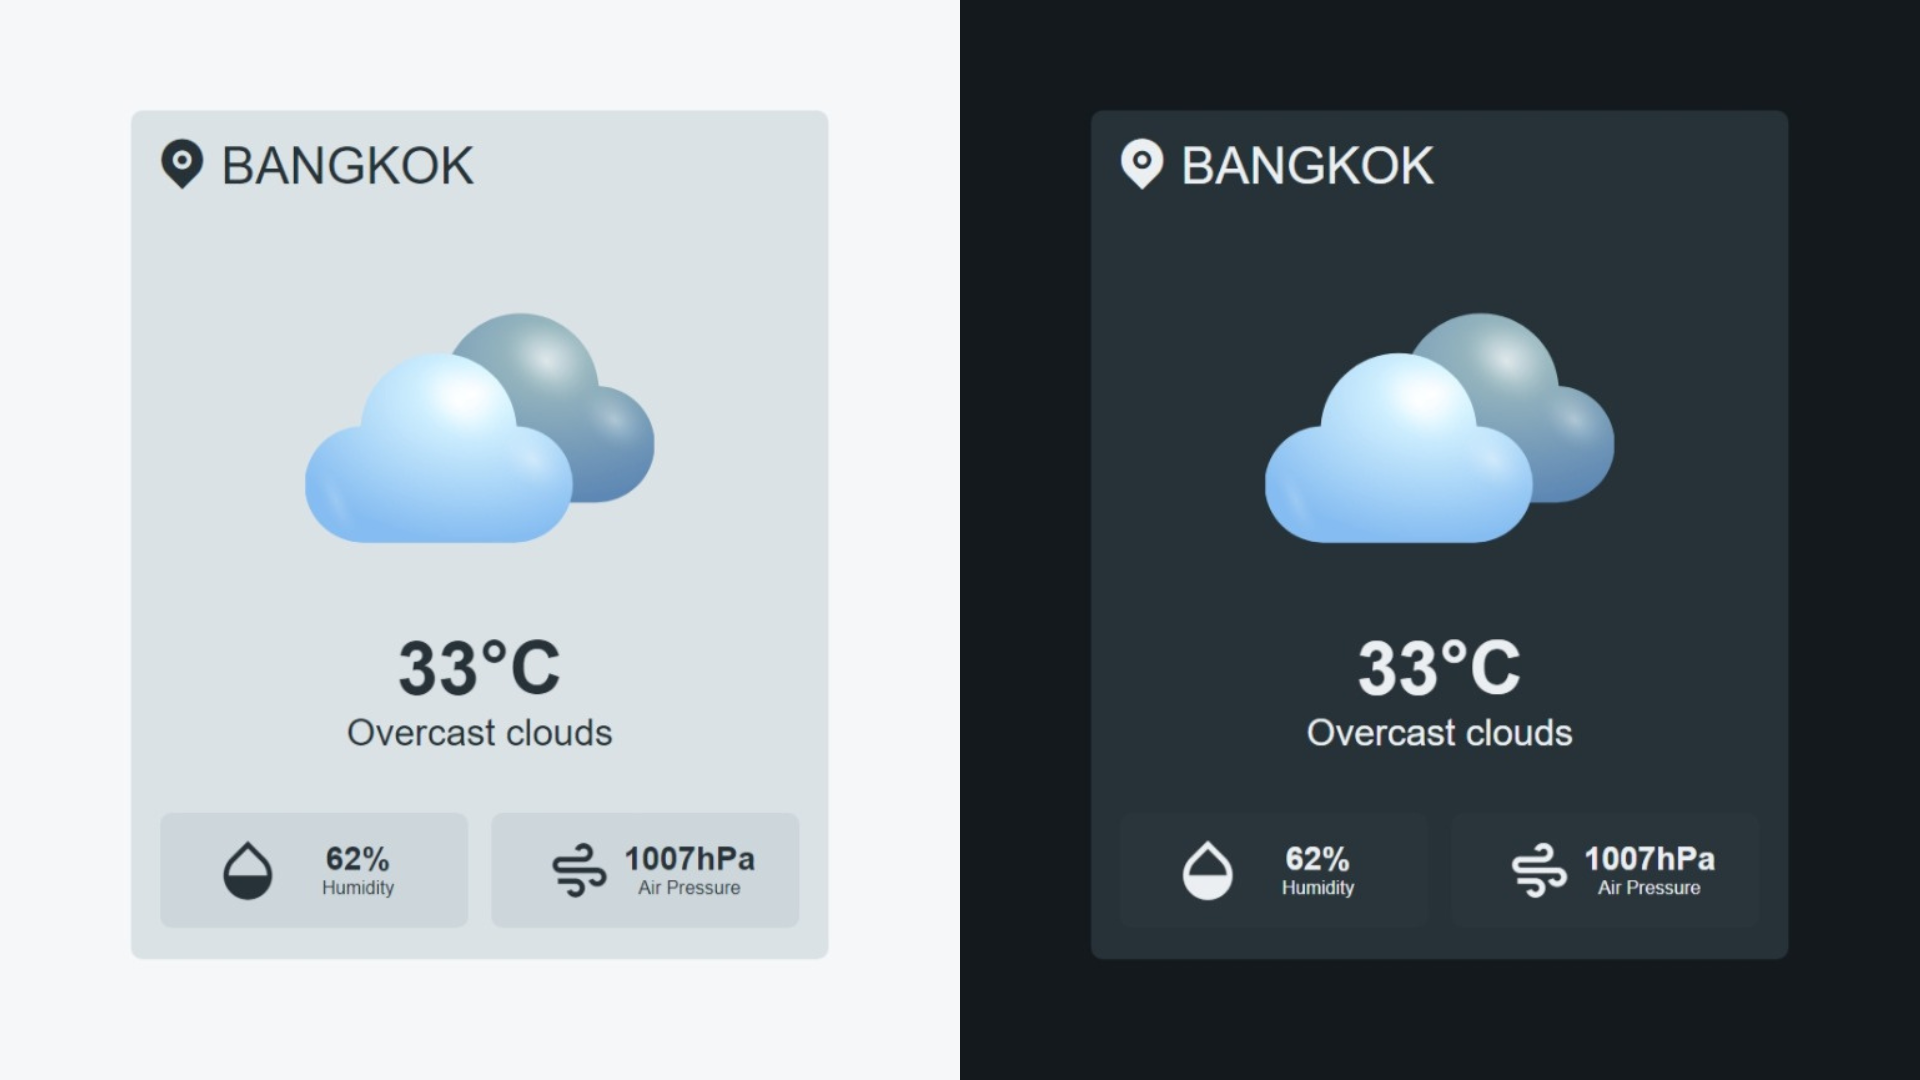 BANGKOK
33°C
Overcast clouds
62%
Humidity
1007hPa
Air Pressure
BANGKOK
33°C
Overcast clouds
62%
Humidity
1007hPa
Air Pressure